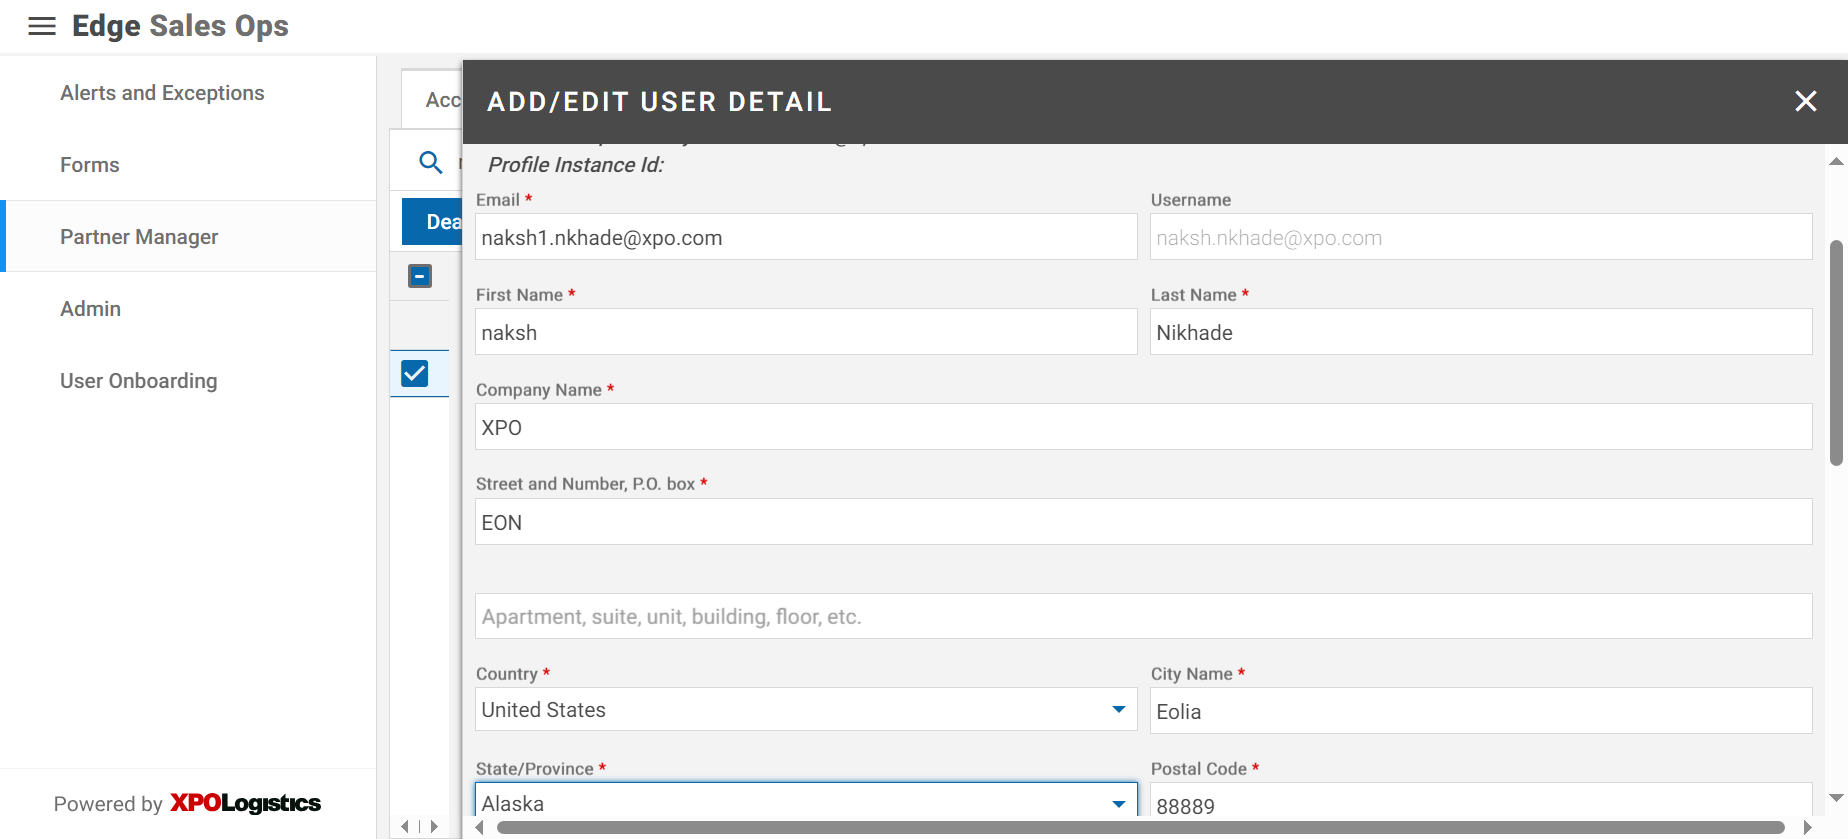 Edge Sales Ops
Alerts and Exceptions
Forms
Partner Manager
Admin
User Onboarding
Powered by XPOLogistics
Acc
Dea
ADD/EDIT USER DETAIL
Profile Instance Id:
Email *
naksh1.nkhade@xpo.com
Username
naksh.nkhade@xpo.com
First Name *
naksh
Last Name *
Nikhade
Company Name *
XPO
Street and Number, P.O. box *
EON
Apartment, suite, unit, building, floor, etc.
Country *
United States
City Name *
Eolia
State/Province *
Alaska
Postal Code *
88889